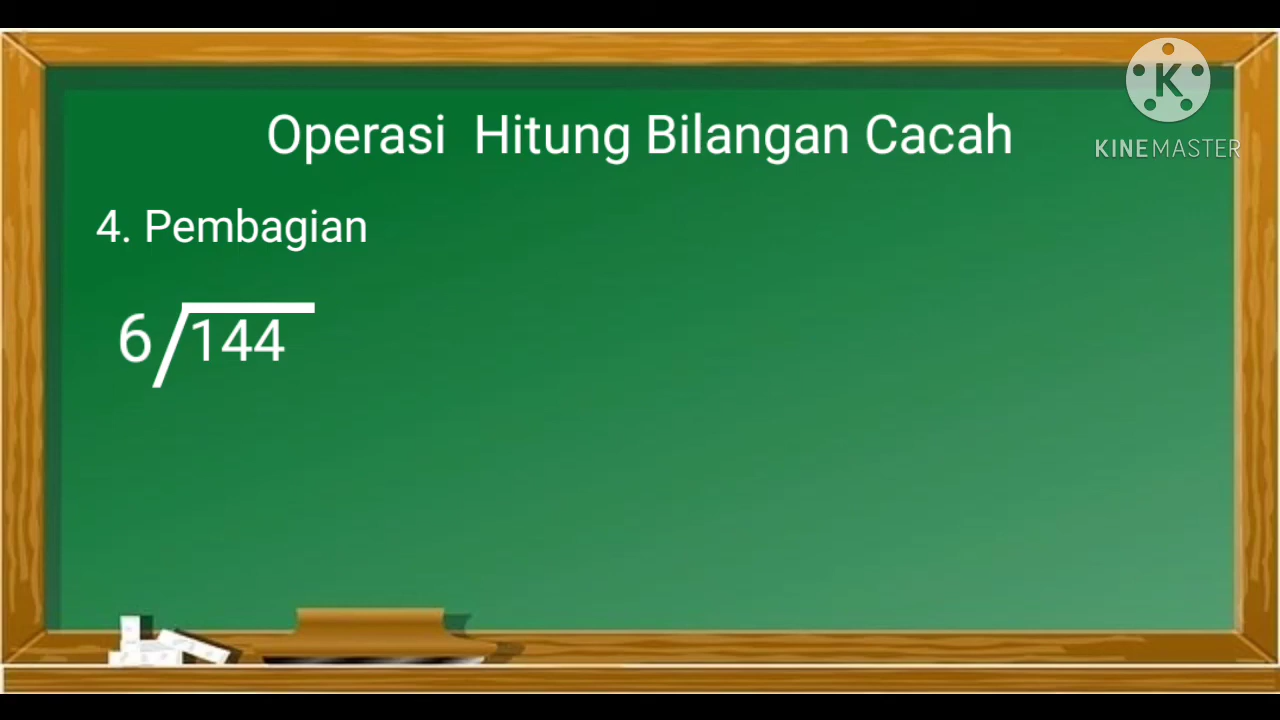 Operasi Hitung Bilangan Cacah
K
KINEMASTER
4. Pembagian
6/144